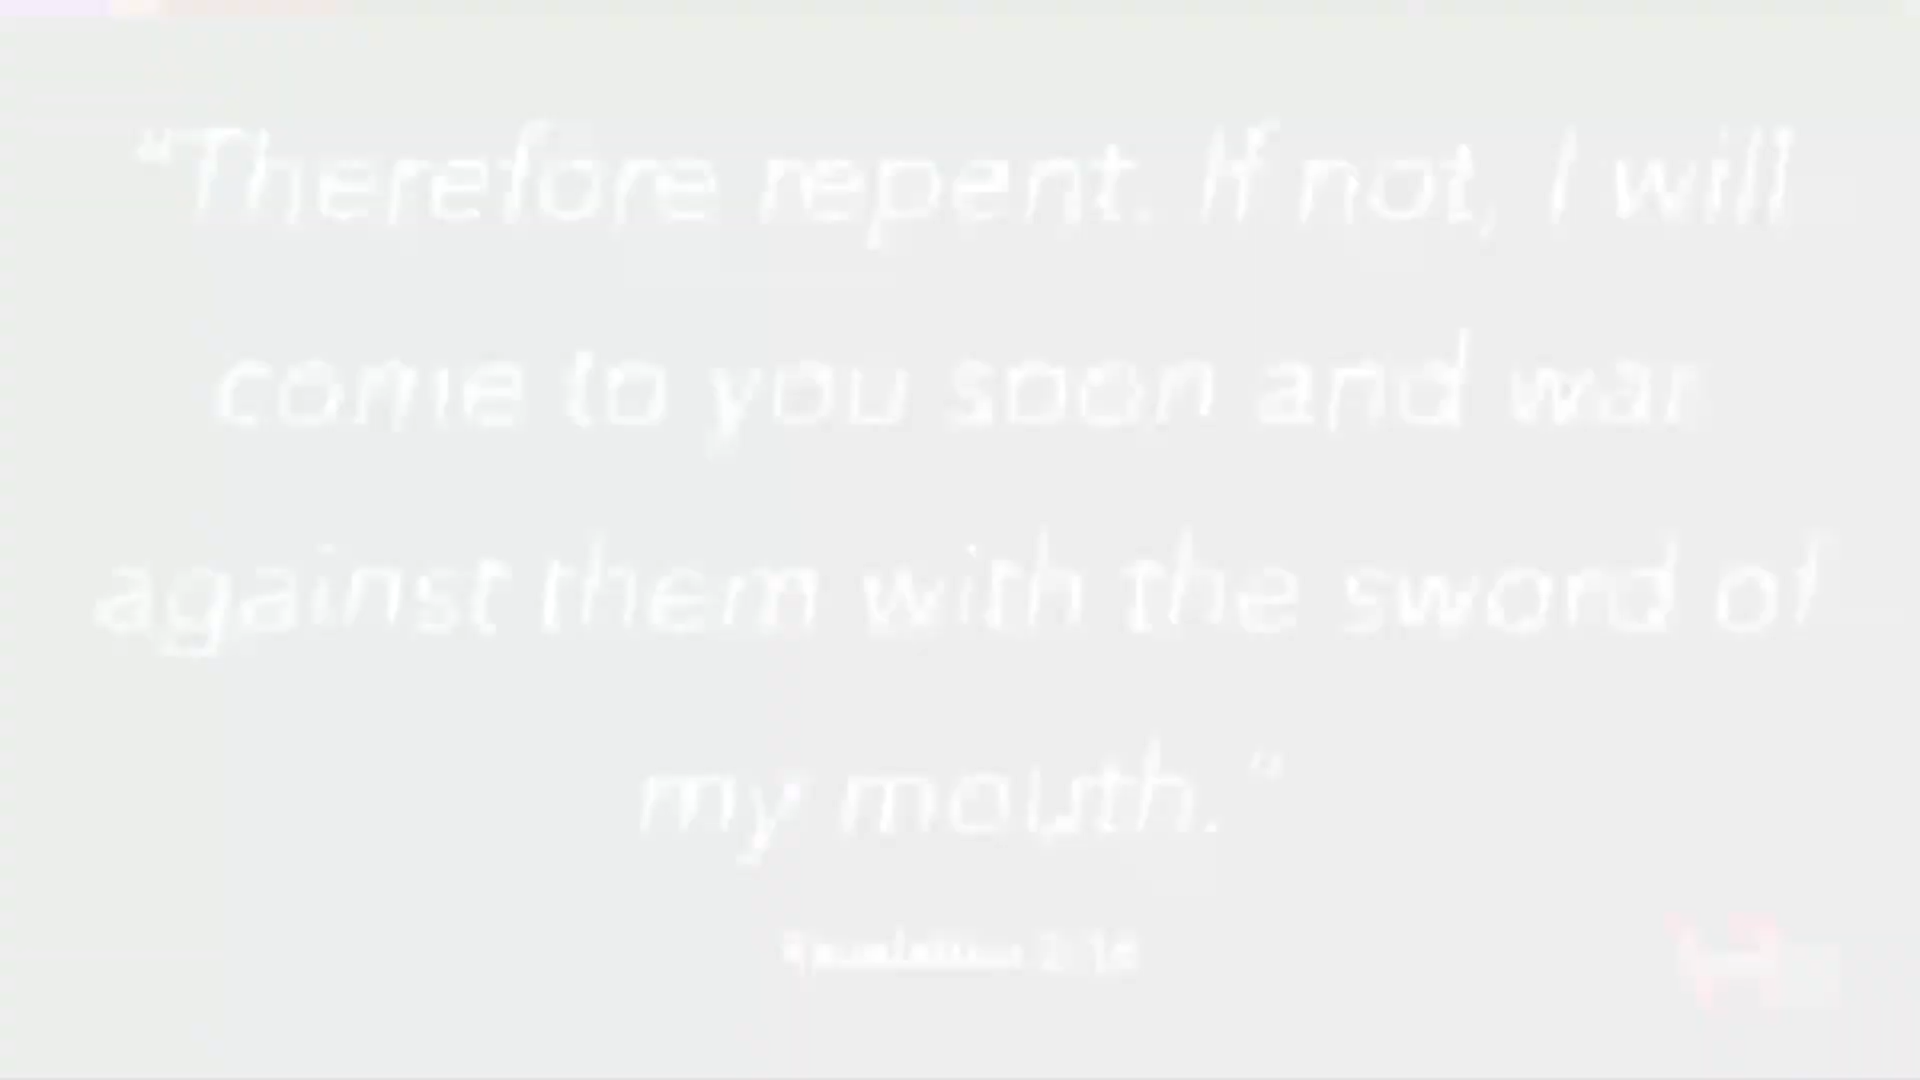 “Therefore repent. If not, I will
come to you soon and war
against them with the sword of
my mouth.”
Revelation 2:16